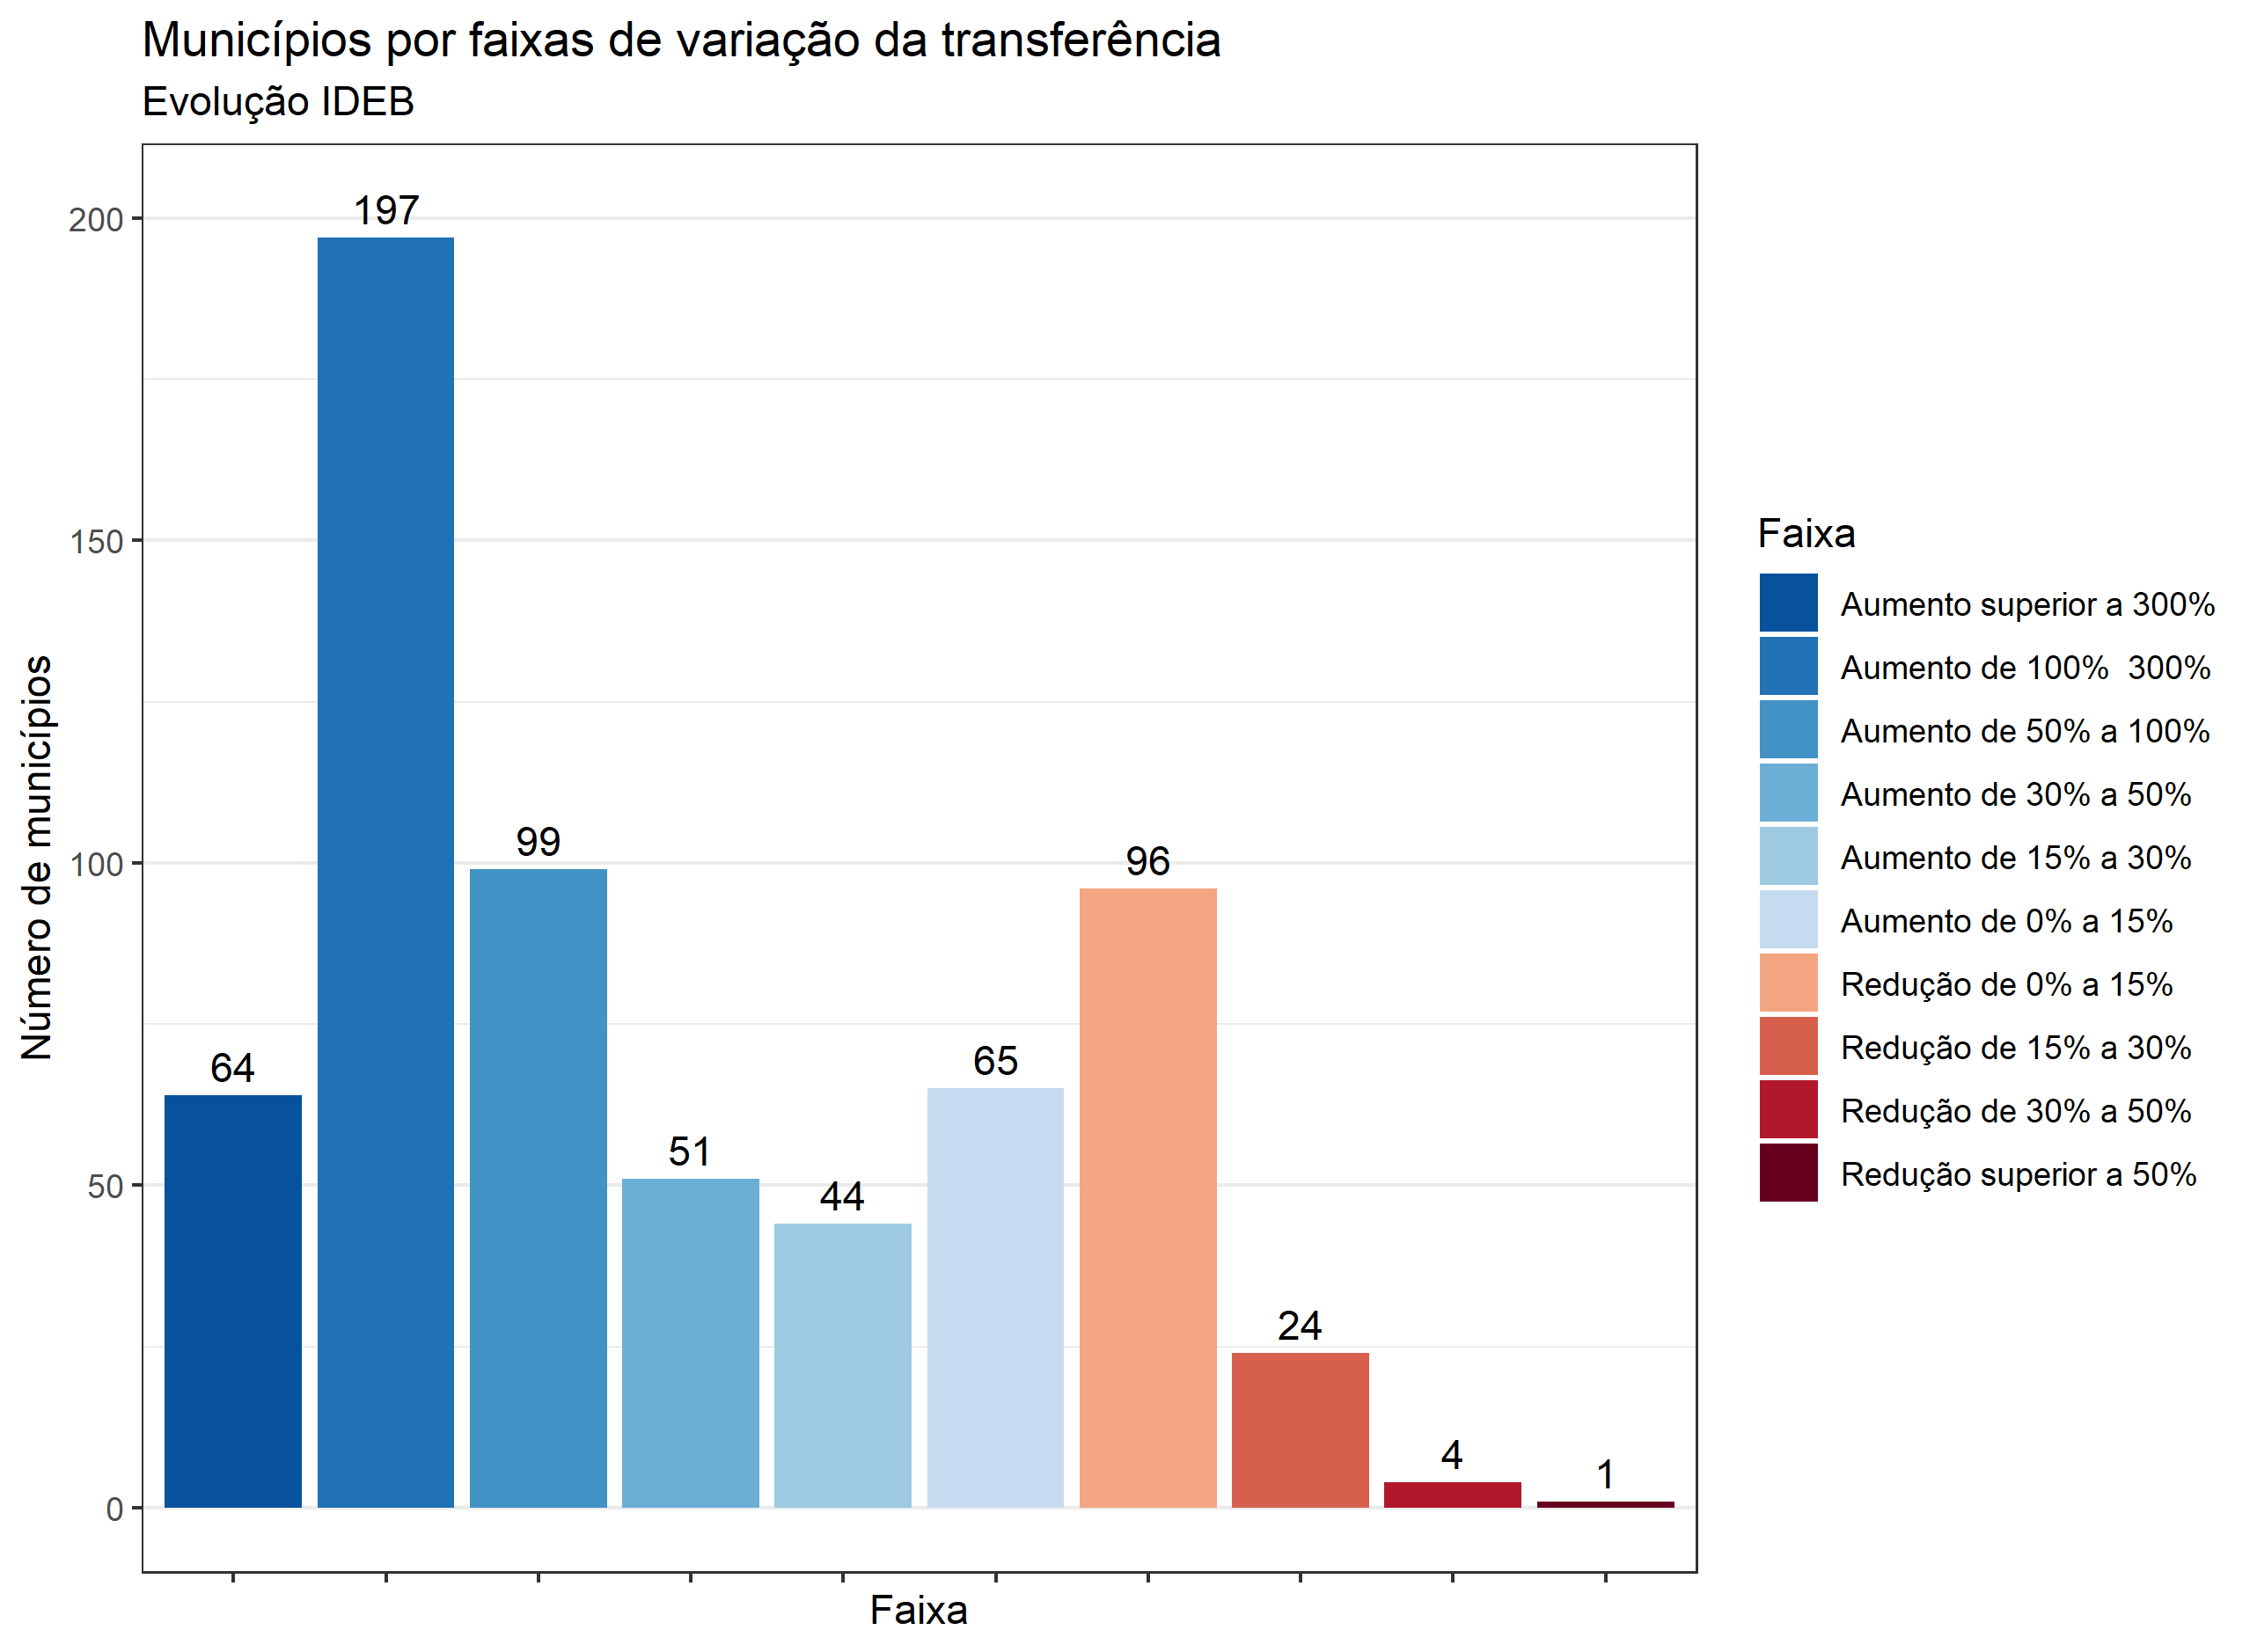 Municípios por faixas de variação da transferência
Evolução IDEB
Número de municípios
200
150
100
50
0
64
197
99
51
44
65
96
24
4
1
Faixa
Faixa
Aumento superior a 300%
Aumento de 100%  300%
Aumento de 50% a 100%
Aumento de 30% a 50%
Aumento de 15% a 30%
Aumento de 0% a 15%
Redução de 0% a 15%
Redução de 15% a 30%
Redução de 30% a 50%
Redução superior a 50%